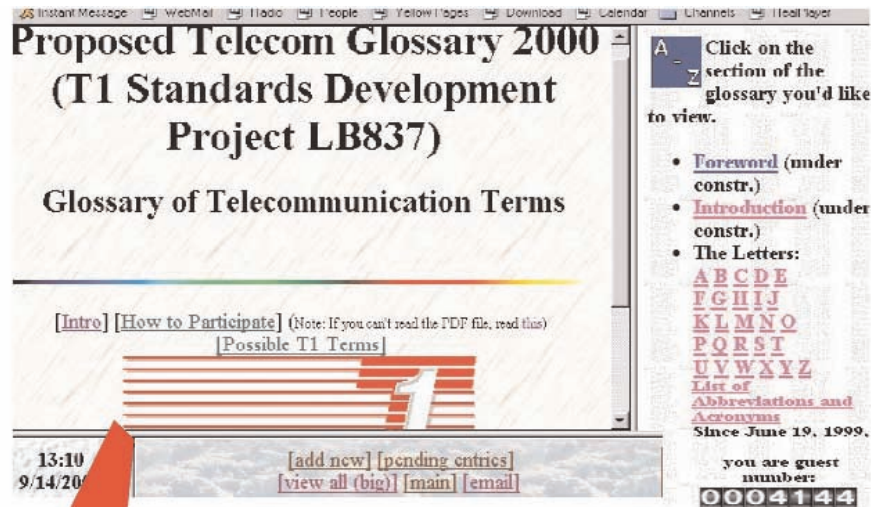 Instant Message WebMail Radio People Yellow Pages Download Calendar Channels RealPlayer
Proposed Telecom Glossary 2000
(T1 Standards Development
Project LB837)
Glossary of Telecommunication Terms
[Intro] [How to Participate] (Note: If you can't read the PDF file, read this)
[Possible T1 Terms]
1
13:10
9/14/20
[add new] [pending entries]
[view all (big)] [main] [email]
A - Z
Click on the
section of the
glossary you'd like
to view.
• Foreword (under
constr.)
• Introduction (under
constr.)
• The Letters:
A B C D E
F G H I J
K L M N O
P Q R S T
U V W X Y Z
List of
Abbreviations and
Acronyms
Since June 19, 1999,
you are guest
number:
0004144